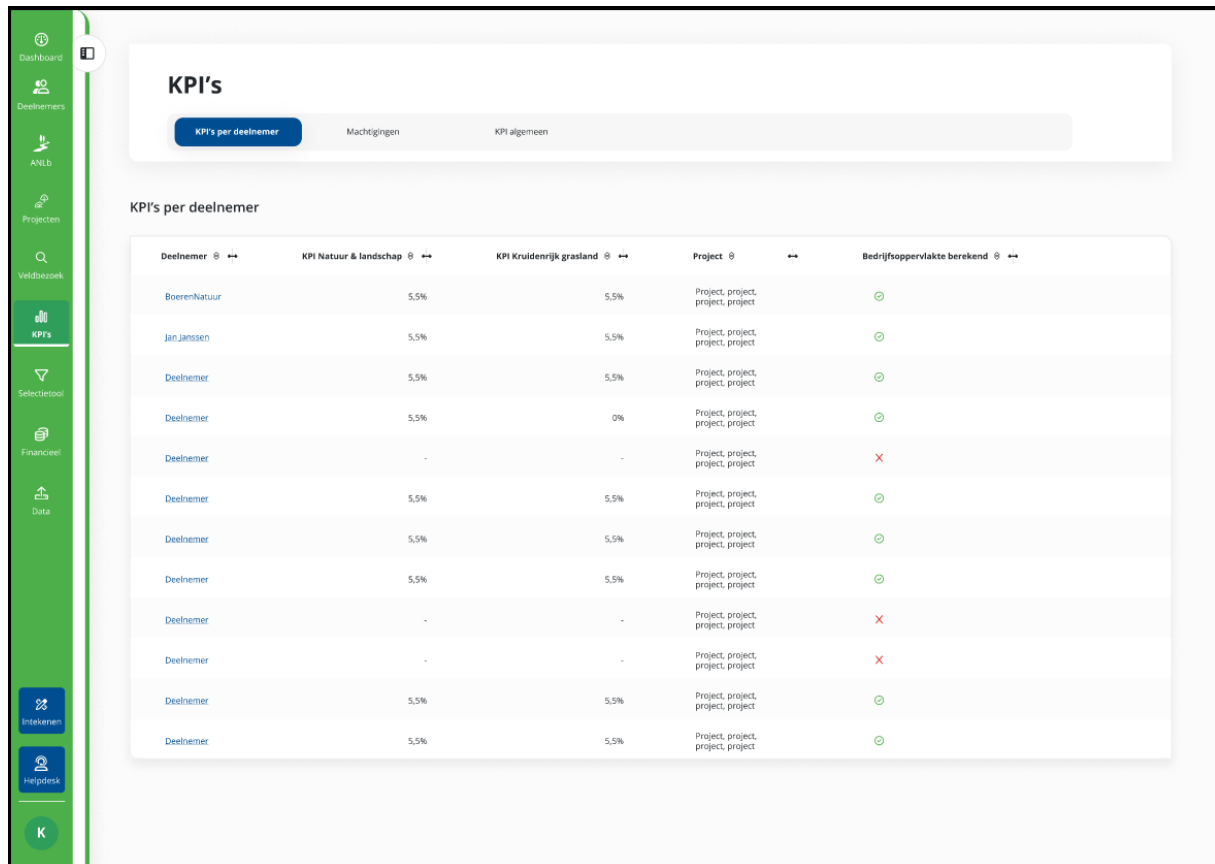 Dashboard
Deelnemers
ANLb
Projecten
Veldbezoek
KPI's
Selectietool
Financieel
Data
Intekenen
Helpdesk
K
KPI's
KPI's per deelnemer Machtigingen KPI algemeen
KPI's per deelnemer
Deelnemer KPI Natuur & landschap KPI Kruidenrijk grasland Project Bedrijfsoppervlakte berekend
BoerenNatuur 5,5% 5,5% Project, project,
project, project
Jan Janssen 5,5% 5,5% Project, project,
project, project
Deelnemer 5,5% 5,5% Project, project,
project, project
Deelnemer 5,5% 0% Project, project,
project, project
Deelnemer - - Project, project,
project, project
Deelnemer 5,5% 5,5% Project, project,
project, project
Deelnemer 5,5% 5,5% Project, project,
project, project
Deelnemer 5,5% 5,5% Project, project,
project, project
Deelnemer - - Project, project,
project, project
Deelnemer - - Project, project,
project, project
Deelnemer 5,5% 5,5% Project, project,
project, project
Deelnemer 5,5% 5,5% Project, project,
project, project